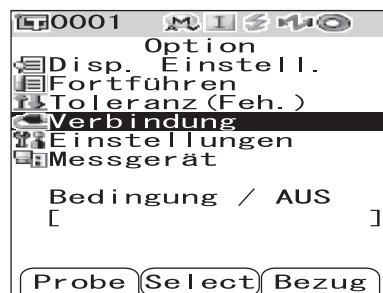 0001 M I
Option
Disp. Einstell.
Fortführen
Toleranz(Feh.)
Verbindung
Einstellungen
Messgerät
Bedingung / AUS
[ ]
Probe Select Bezug